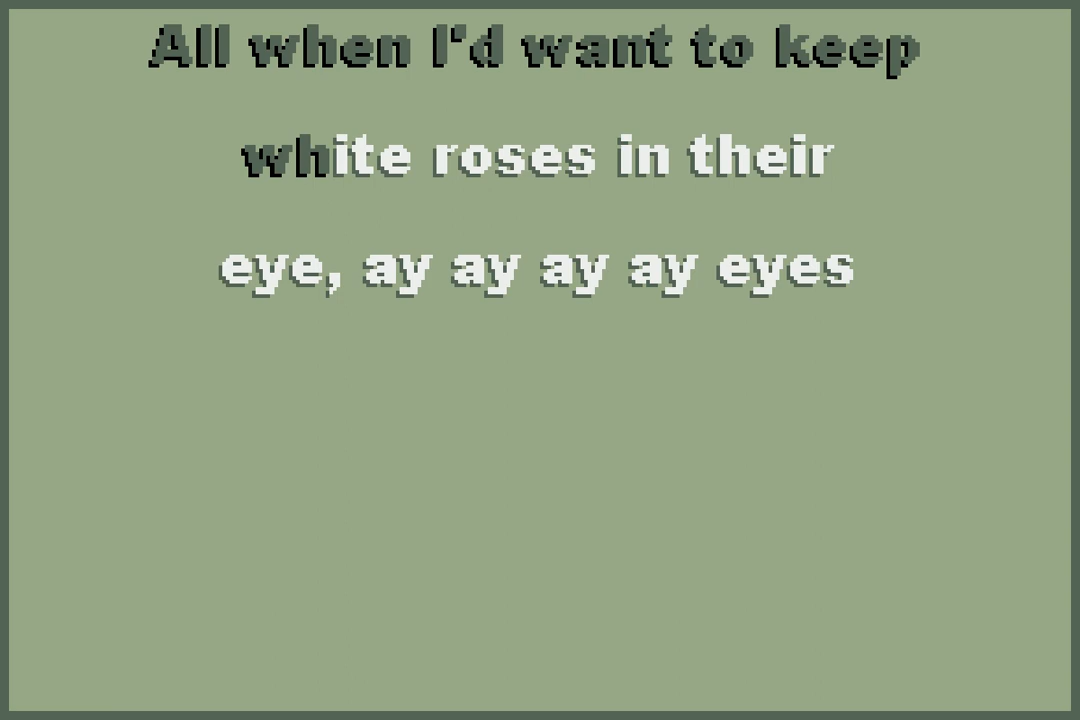 All when I'd want to keep
white roses in their
eye, ay ay ay ay eyes